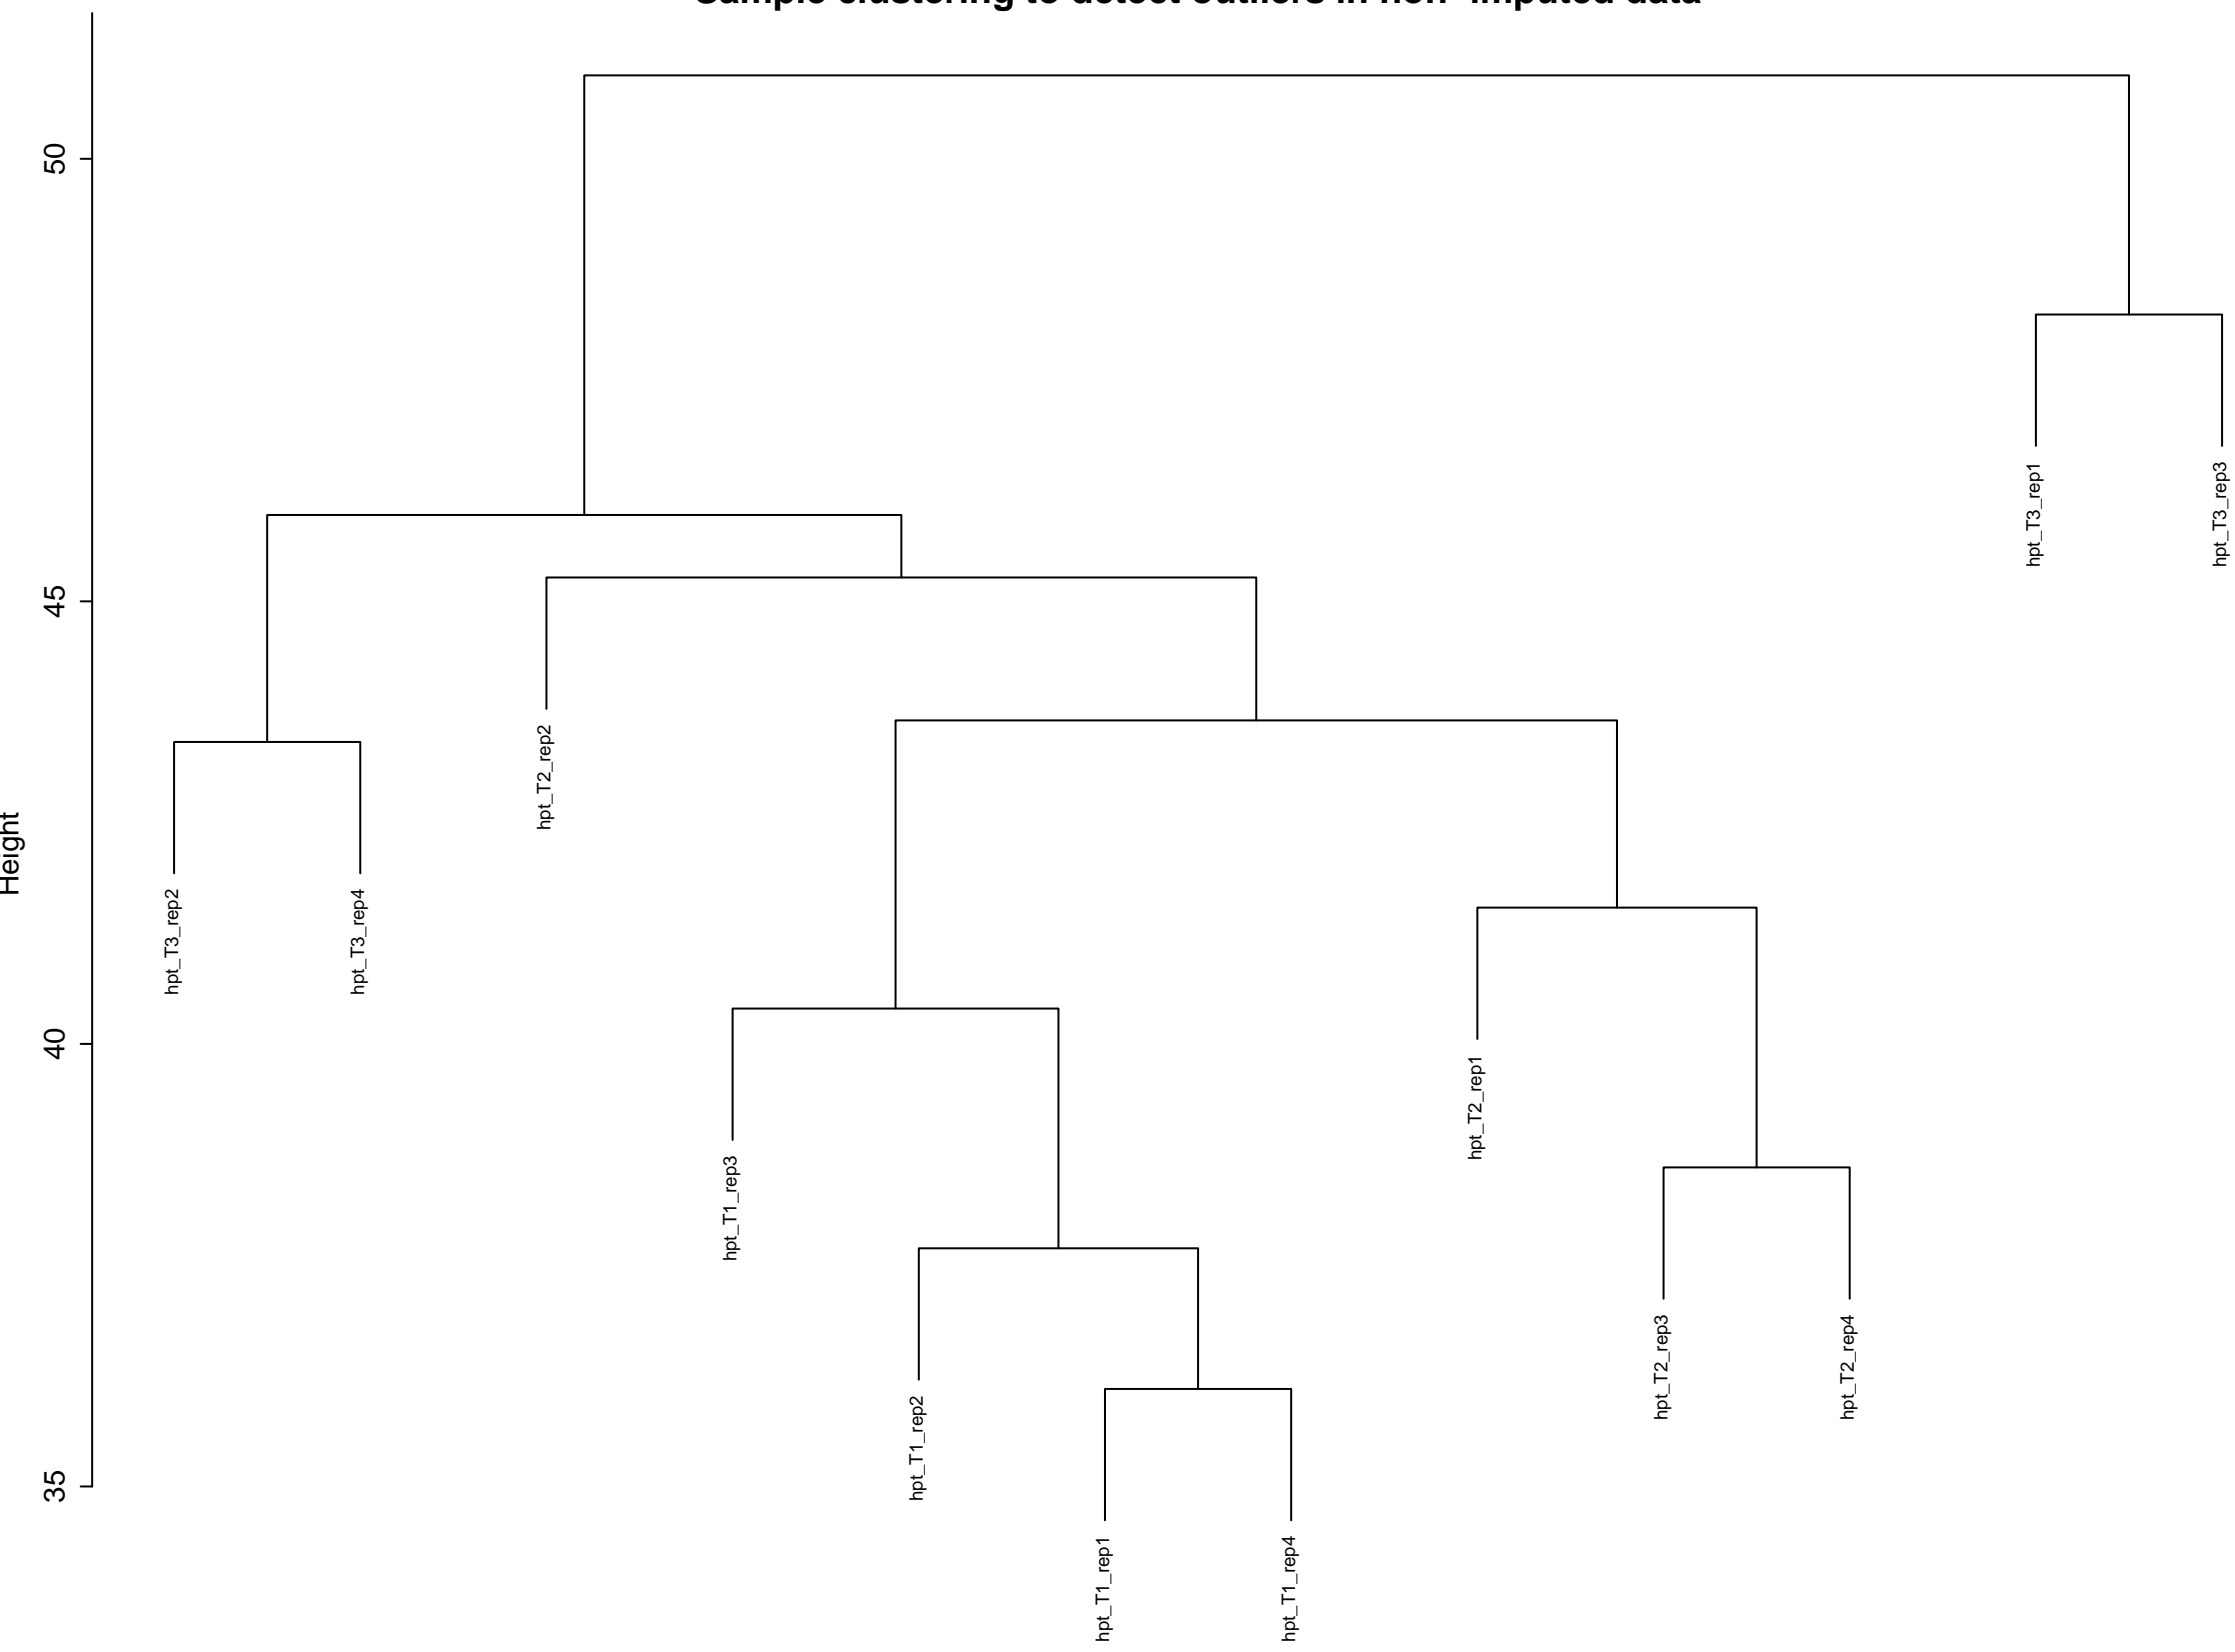 Sample clustering to detect outliers in non-imputed data
50
45
40
35
Height
hpt_T3_rep2
hpt_T3_rep4
hpt_T2_rep2
hpt_T1_rep3
hpt_T1_rep2
hpt_T1_rep1
hpt_T1_rep4
hpt_T2_rep1
hpt_T2_rep3
hpt_T2_rep4
hpt_T3_rep1
hpt_T3_rep3